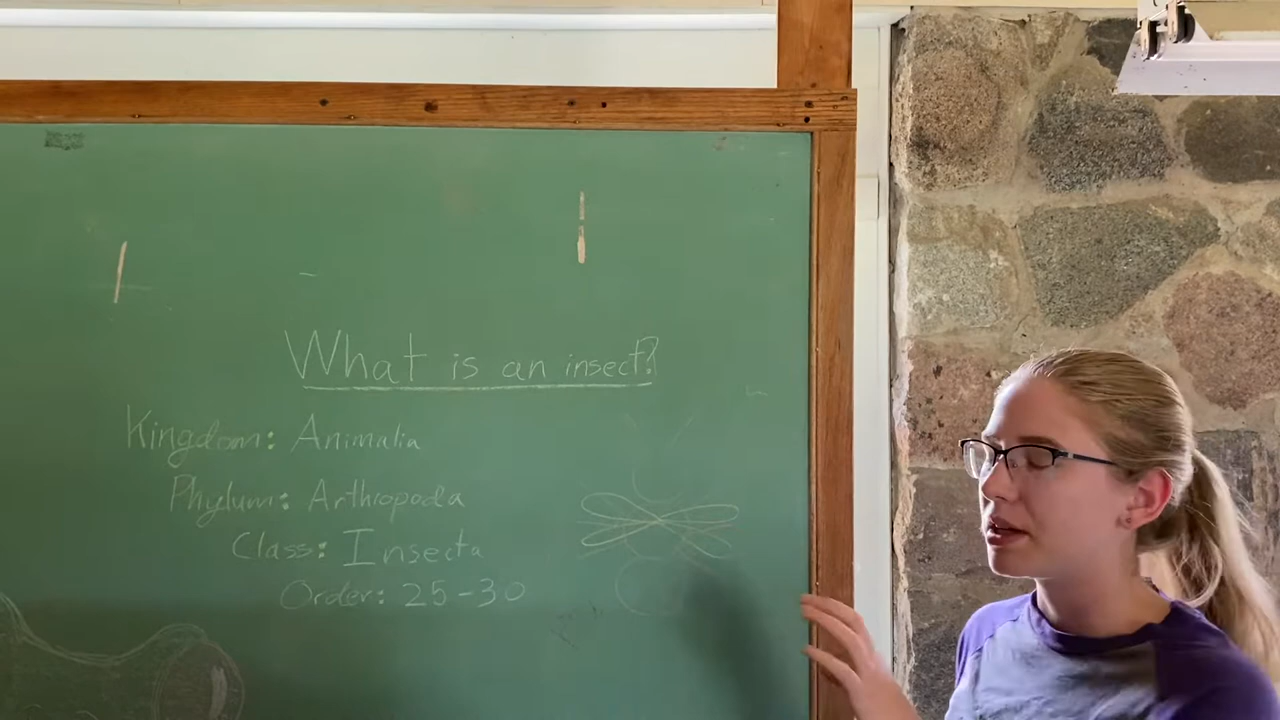 What is an insect?
Kingdom: Animalia
Phylum: Arthropoda
Class: Insecta
Order: 25-30